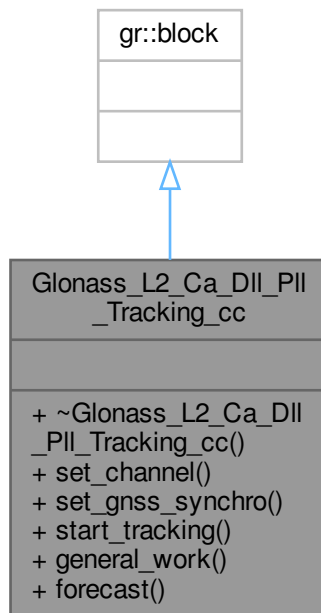 gr::block
Glonass_L2_Ca_Dll_Pll
_Tracking_cc
+ ~Glonass_L2_Ca_Dll
_Pll_Tracking_cc()
+ set_channel()
+ set_gnss_synchro()
+ start_tracking()
+ general_work()
+ forecast()